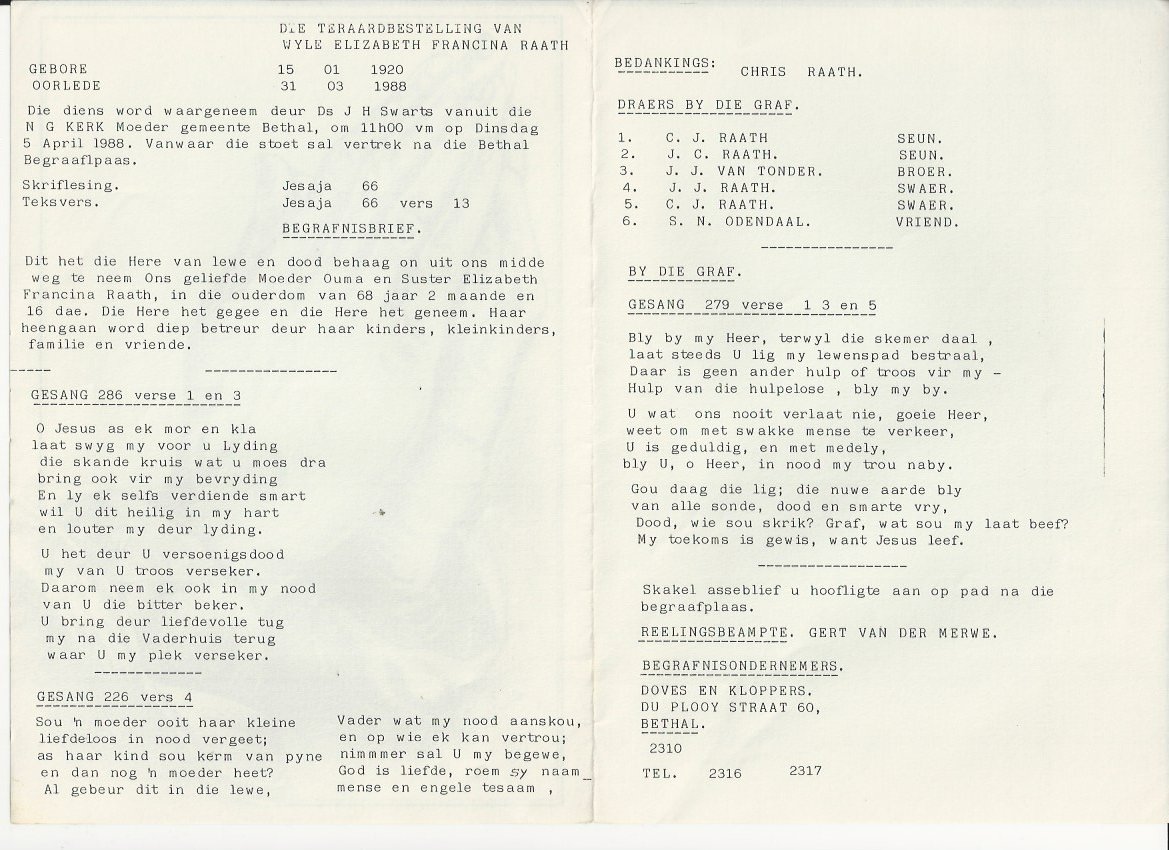 DIE TERAARDBESTELLING VAN
WYLE ELIZABETH FRANCINA RAATH
GEBORE 15 01 1920
OORLEDE 31 03 1988
Die diens word waargeneem deur Ds J H Swarts vanuit die
N G KERK Moeder gemeente Bethal, om 11h00 vm op Dinsdag
5 April 1988. Vanwaar die stoet sal vertrek na die Bethal
Begraaflpaas.
Skriflesing. Jesaja 66
Teksvers. Jesaja 66 vers 13
BEGRAFNISBRIEF.
Dit het die Here van lewe en dood behaag on uit ons midde
weg te neem Ons geliefde Moeder Ouma en Suster Elizabeth
Francina Raath, in die ouderdom van 68 jaar 2 maande en
16 dae. Die Here het gegee en die Here het geneem. Haar
heengaan word diep betreur deur haar kinders, kleinkinders,
familie en vriende.
GESANG 286 verse 1 en 3
O Jesus as ek mor en kla
laat swyg my voor u Lyding
die skande kruis wat u moes dra
bring ook vir my bevryding
En ly ek selfs verdiende smart
wil U dit heilig in my hart
en louter my deur lyding.
U het deur U versoenigsdood
my van U troos verseker.
Daarom neem ek ook in my nood
van U die bitter beker.
U bring deur liefdevolle tug
my na die Vaderhuis terug
waar U my plek verseker.
GESANG 226 vers 4
Sou 'n moeder ooit haar kleine
liefdeloos in nood vergeet;
as haar kind sou kerm van pyne
en dan nog 'n moeder heet?
Al gebeur dit in die lewe,
Vader wat my nood aanskou,
en op wie ek kan vertrou;
nimmmer sal U my begewe,
God is liefde, roem sy naam_
mense en engele tesaam ,
BEDANKINGS: CHRIS RAATH.
DRAERS BY DIE GRAF.
1. C. J. RAATH SEUN.
2. J. C. RAATH. SEUN.
3. J. J. VAN TONDER. BROER.
4. J. J. RAATH. SWAER.
5. C. J. RAATH. SWAER.
6. S. N. ODENDAAL. VRIEND.
BY DIE GRAF.
GESANG 279 verse 1 3 en 5
Bly by my Heer, terwyl die skemer daal ,
laat steeds U lig my lewenspad bestraal,
Daar is geen ander hulp of troos vir my -
Hulp van die hulpelose , bly my by.
U wat ons nooit verlaat nie, goeie Heer,
weet om met swakke mense te verkeer,
U is geduldig, en met medely,
bly U, o Heer, in nood my trou naby.
Gou daag die lig; die nuwe aarde bly
van alle sonde, dood en smarte vry,
Dood, wie sou skrik? Graf, wat sou my laat beef?
My toekoms is gewis, want Jesus leef.
Skakel asseblief u hoofligte aan op pad na die
begraafplaas.
REELINGSBEAMPTE. GERT VAN DER MERWE.
BEGRAFNISONDERNEMERS.
DOVES EN KLOPPERS.
DU PLOOY STRAAT 60,
BETHAL.
2310
TEL. 2316 2317